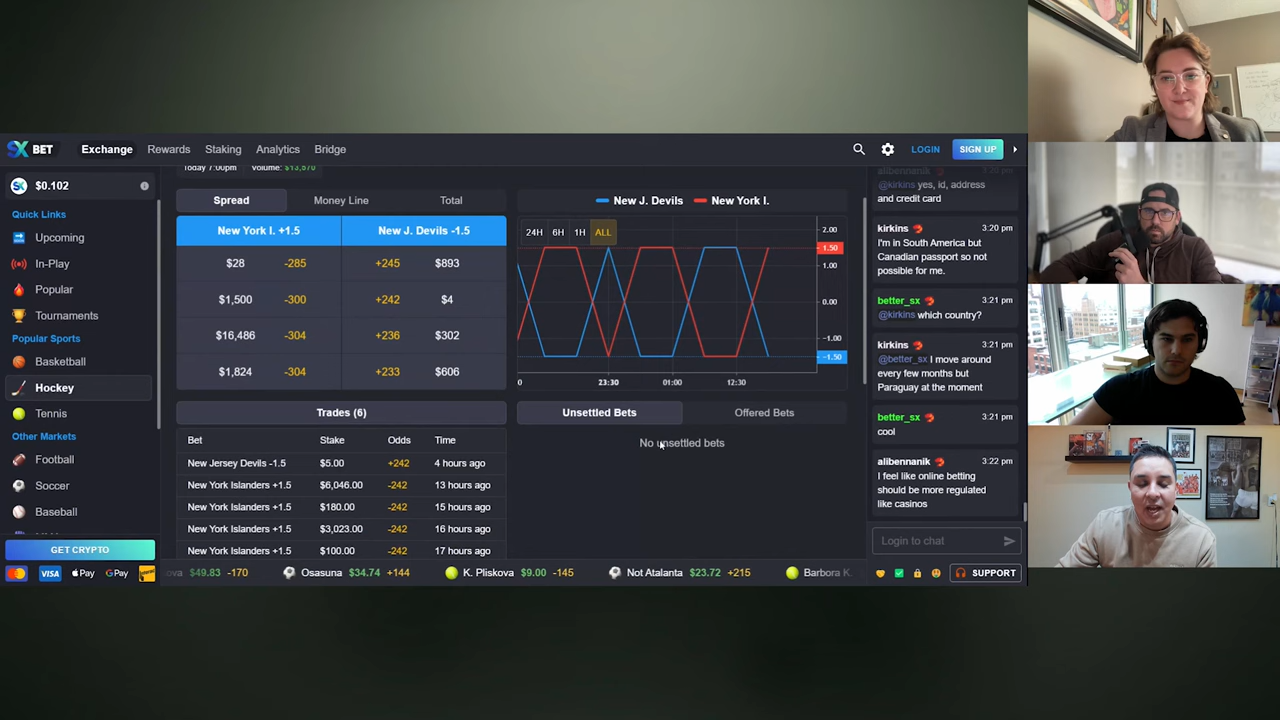 SX BET
Exchange
Rewards
Staking
Analytics
Bridge
LOGIN
SIGN UP
$0.102
Quick Links
Upcoming
In-Play
Popular
Tournaments
Popular Sports
Basketball
Hockey
Tennis
Other Markets
Football
Soccer
Baseball
GET CRYPTO
VISA
Pay
G Pay
Today 7:00pm Volume: $13,570
Spread
Money Line
Total
New York I. +1.5
New J. Devils -1.5
$28 -285 +245 $893
$1,500 -300 +242 $4
$16,486 -304 +236 $302
$1,824 -304 +233 $606
Trades (6)
Bet Stake Odds Time
New Jersey Devils -1.5 $5.00 +242 4 hours ago
New York Islanders +1.5 $6,046.00 -242 13 hours ago
New York Islanders +1.5 $180.00 -242 15 hours ago
New York Islanders +1.5 $3,023.00 -242 16 hours ago
New York Islanders +1.5 $100.00 -242 17 hours ago
New J. Devils
New York I.
24H 6H 1H ALL
2.00
1.50
1.00
0.00
-1.00
-1.50
0 23:30 01:00 12:30
Unsettled Bets
Offered Bets
No unsettled bets
alibennanik 3:20 pm
@kirkins yes, id, address
and credit card
kirkins 3:20 pm
I'm in South America but
Canadian passport so not
possible for me.
better_sx 3:21 pm
@kirkins which country?
kirkins 3:21 pm
@better_sx I move around
every few months but
Paraguay at the moment
better_sx 3:21 pm
cool
alibennanik 3:22 pm
I feel like online betting
should be more regulated
like casinos
Login to chat
ova $49.83 -170 Osasuna $34.74 +144 K. Pliskova $9.00 -145 Not Atalanta $23.72 +215 Barbora K.
SUPPORT